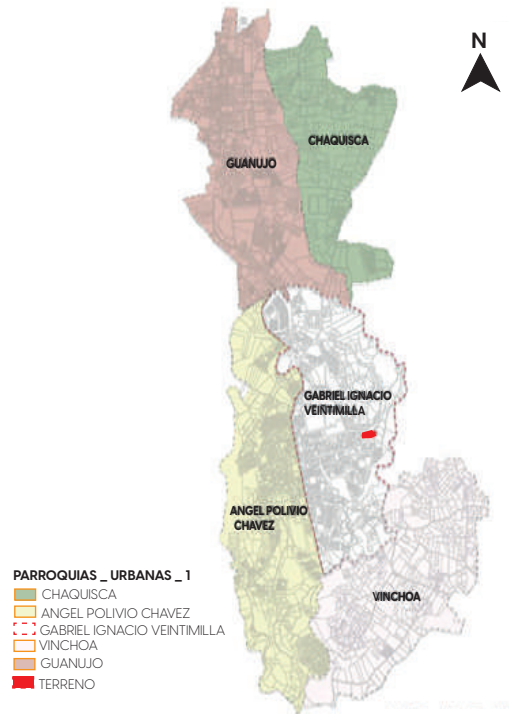 N
CHAQUISCA
GUANUJO
GABRIEL IGNACIO
VEINTIMILLA
ANGEL POLIVIO
CHAVEZ
VINCHOA
PARROQUIAS _ URBANAS _ 1
CHAQUISCA
ANGEL POLIVIO CHAVEZ
GABRIEL IGNACIO VEINTIMILLA
VINCHOA
GUANUJO
TERRENO